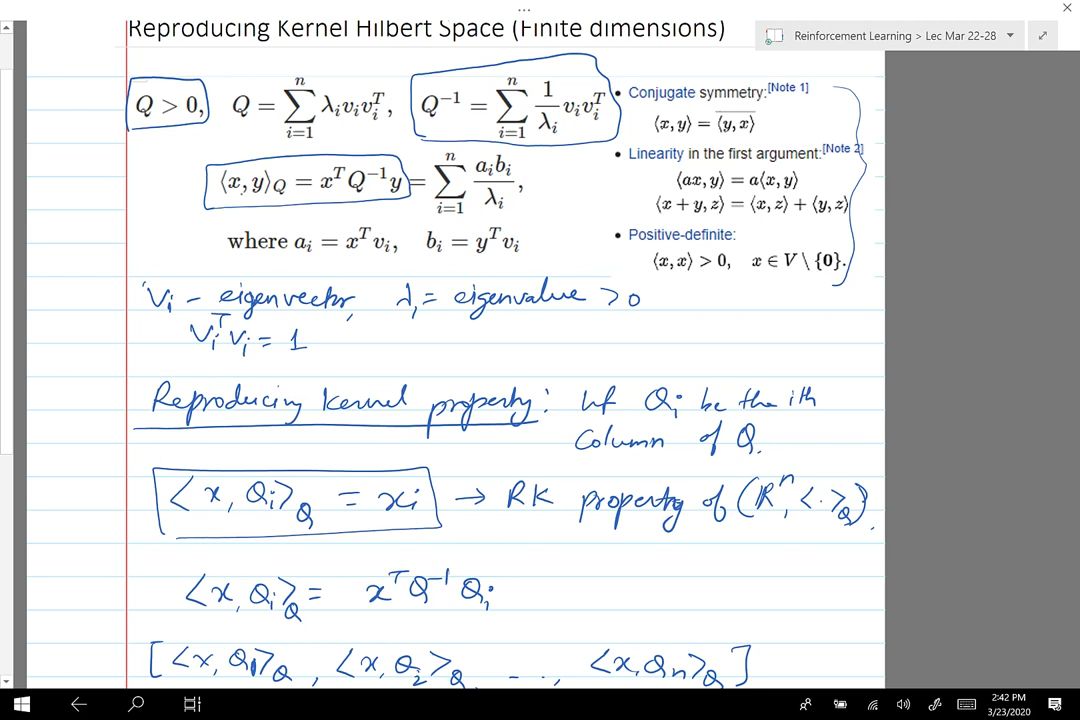 Reproducing Kernel Hilbert Space (Finite dimensions)
Reinforcement Learning > Lec Mar 22-28
Q > 0, Q = ∑_{i=1}^{n} λ_i v_i v_i^T, Q^{-1} = ∑_{i=1}^{n} 1/λ_i v_i v_i^T
⟨x, y⟩_Q = x^T Q^{-1} y = ∑_{i=1}^{n} a_i b_i / λ_i,
where a_i = x^T v_i, b_i = y^T v_i
• Conjugate symmetry:[Note 1]
⟨x, y⟩ = \overline{⟨y, x⟩}
• Linearity in the first argument:[Note 2]
⟨ax, y⟩ = a⟨x, y⟩
⟨x + y, z⟩ = ⟨x, z⟩ + ⟨y, z⟩
• Positive-definite:
⟨x, x⟩ > 0, x ∈ V \ {0}.
v_i - eigenvector, λ_i = eigenvalue > 0
v_i^T v_i = 1
Reproducing kernel property: Let Q_i be the ith
column of Q.
⟨x, Q_i⟩_Q = x_i → RK property of (R^n, <·>_Q).
⟨x, Q_i⟩_Q = x^T Q^{-1} Q_i
[⟨x, Q_1⟩_Q, ⟨x, Q_2⟩_Q, ..., ⟨x, Q_n⟩_Q]
2:42 PM
3/23/2020